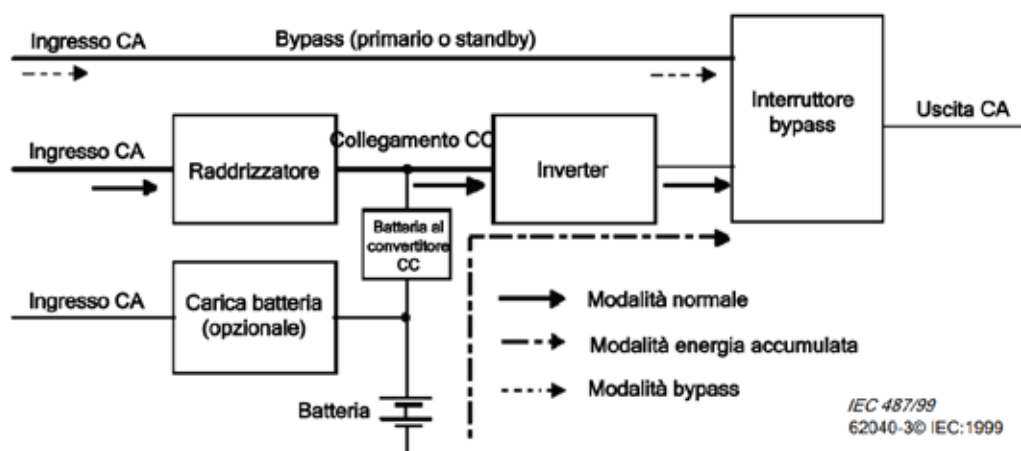 Ingresso CA
Bypass (primario o standby)
Interruttore
bypass
Uscita CA
Ingresso CA
Raddrizzatore
Collegamento CC
Inverter
Batteria al
convertitore
CC
Ingresso CA
Carica batteria
(opzionale)
Modalità normale
Modalità energia accumulata
Modalità bypass
Batteria
IEC 487/99
62040-3© IEC:1999